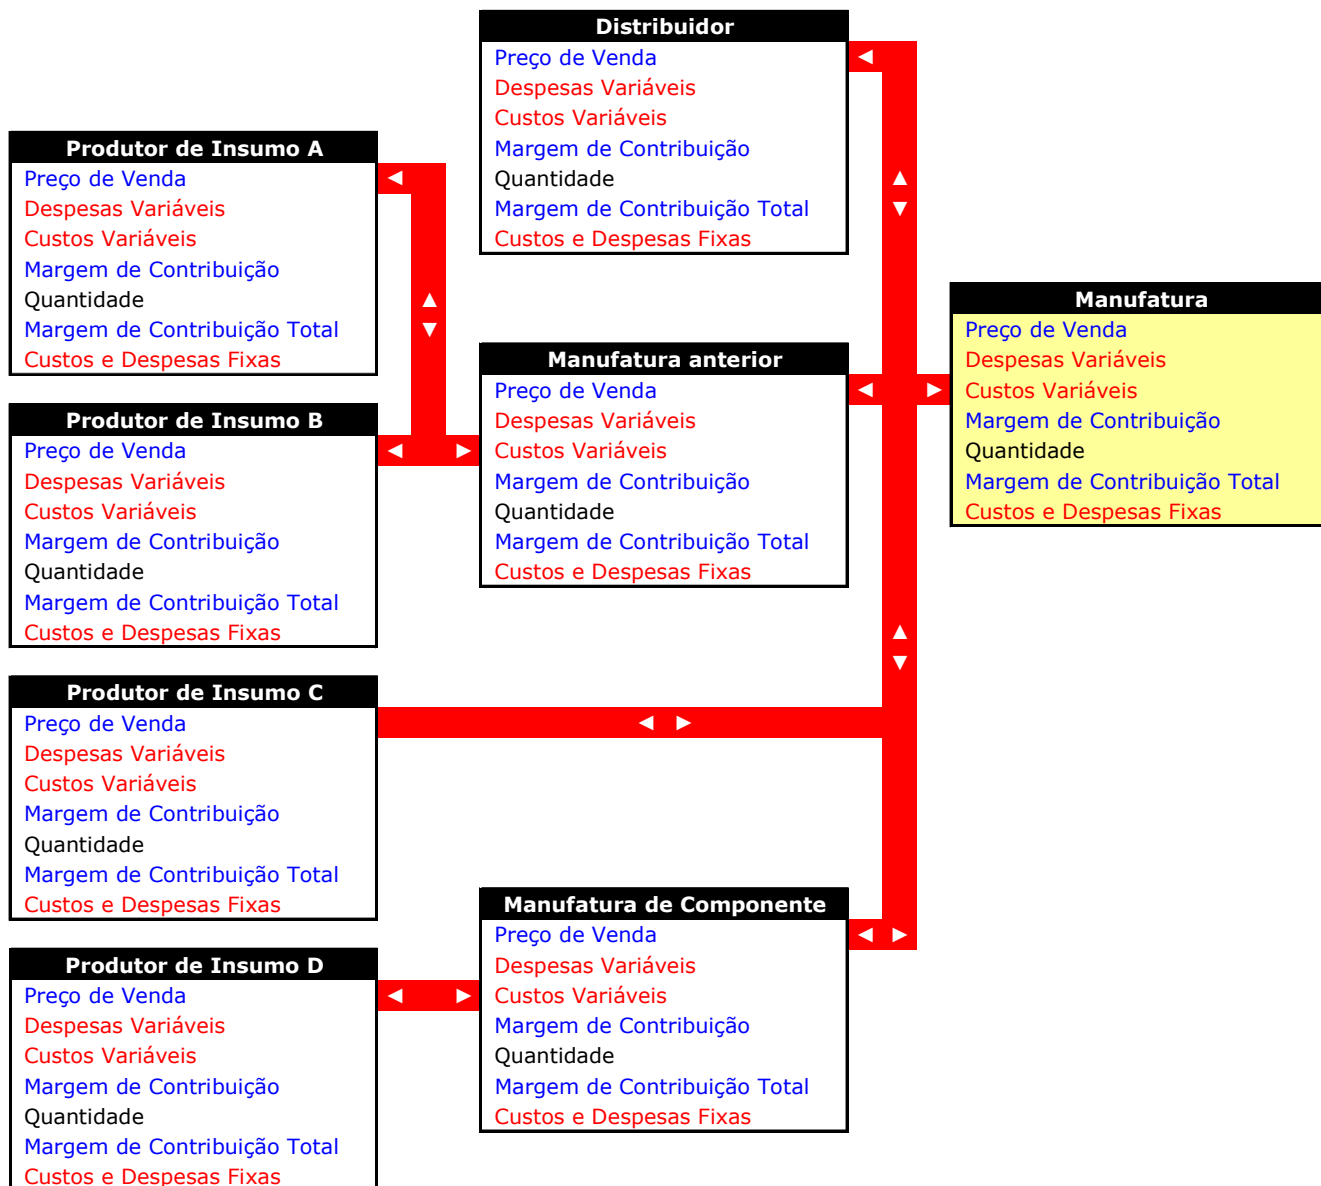 Distribuidor
Preço de Venda
Despesas Variáveis
Custos Variáveis
Margem de Contribuição
Quantidade
Margem de Contribuição Total
Custos e Despesas Fixas
Produtor de Insumo A
Preço de Venda
Despesas Variáveis
Custos Variáveis
Margem de Contribuição
Quantidade
Margem de Contribuição Total
Custos e Despesas Fixas
Manufatura
Preço de Venda
Despesas Variáveis
Custos Variáveis
Margem de Contribuição
Quantidade
Margem de Contribuição Total
Custos e Despesas Fixas
Manufatura anterior
Preço de Venda
Despesas Variáveis
Custos Variáveis
Margem de Contribuição
Quantidade
Margem de Contribuição Total
Custos e Despesas Fixas
Produtor de Insumo B
Preço de Venda
Despesas Variáveis
Custos Variáveis
Margem de Contribuição
Quantidade
Margem de Contribuição Total
Custos e Despesas Fixas
Produtor de Insumo C
Preço de Venda
Despesas Variáveis
Custos Variáveis
Margem de Contribuição
Quantidade
Margem de Contribuição Total
Custos e Despesas Fixas
Manufatura de Componente
Preço de Venda
Despesas Variáveis
Custos Variáveis
Margem de Contribuição
Quantidade
Margem de Contribuição Total
Custos e Despesas Fixas
Produtor de Insumo D
Preço de Venda
Despesas Variáveis
Custos Variáveis
Margem de Contribuição
Quantidade
Margem de Contribuição Total
Custos e Despesas Fixas